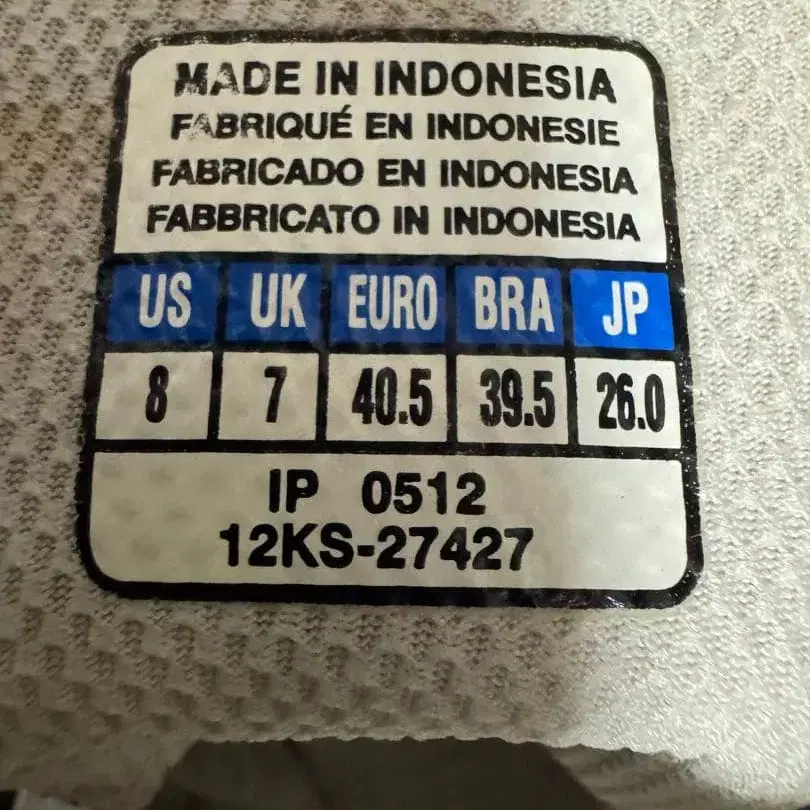 MADE IN INDONESIA
FABRIQUÉ EN INDONESIE
FABRICADO EN INDONESIA
FABBRICATO IN INDONESIA
US UK EURO BRA JP
8 7 40.5 39.5 26.0
IP 0512
12KS-27427